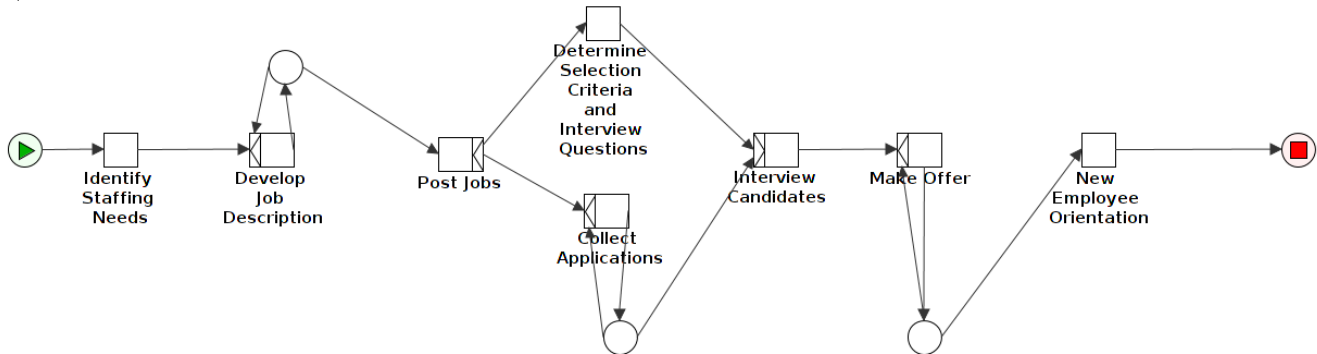 Identify
Staffing
Needs
Develop
Job
Description
Post Jobs
Determine
Selection
Criteria
and
Interview
Questions
Collect
Applications
Interview
Candidates
Make Offer
New
Employee
Orientation